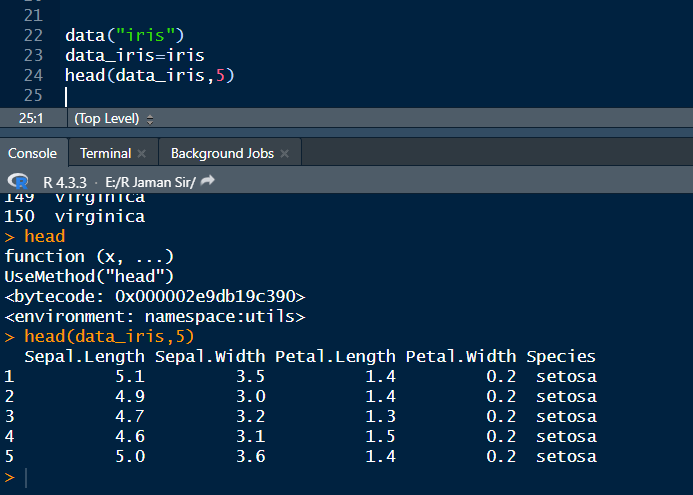 21
22 data("iris")
23 data_iris=iris
24 head(data_iris,5)
25
25:1 (Top Level)
Console Terminal Background Jobs
R R 4.3.3 · E:/R Jaman Sir/
149 virginica
150 virginica
> head
function (x, ...)
UseMethod("head")
<bytecode: 0x000002e9db19c390>
<environment: namespace:utils>
> head(data_iris,5)
Sepal.Length Sepal.Width Petal.Length Petal.Width Species
1 5.1 3.5 1.4 0.2 setosa
2 4.9 3.0 1.4 0.2 setosa
3 4.7 3.2 1.3 0.2 setosa
4 4.6 3.1 1.5 0.2 setosa
5 5.0 3.6 1.4 0.2 setosa
>